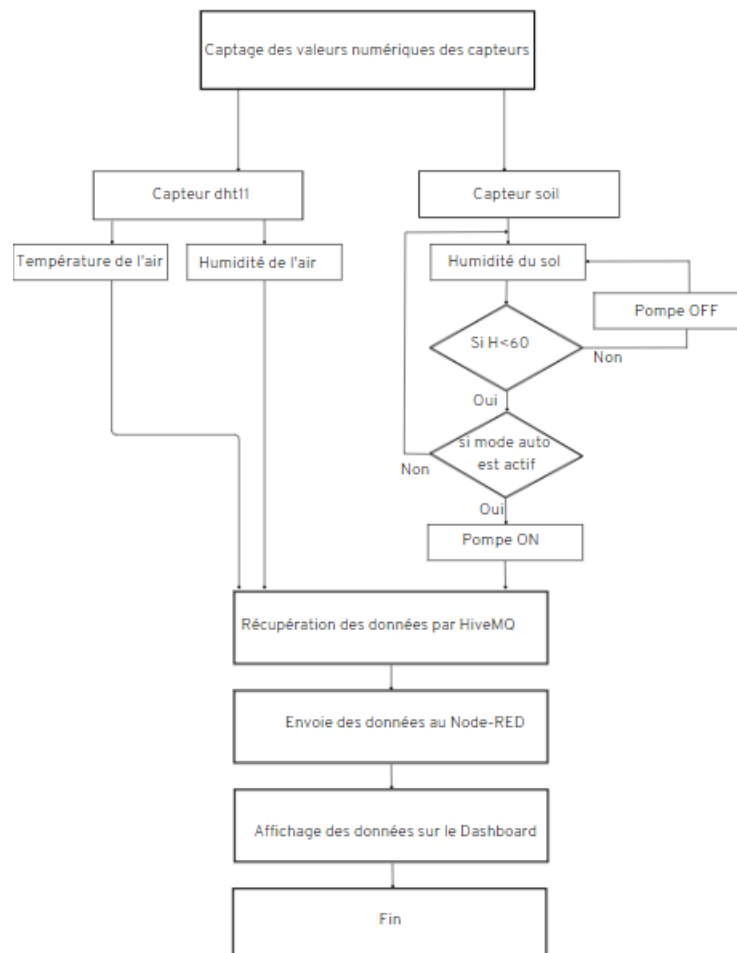 Captage des valeurs numériques des capteurs
Capteur dht11
Capteur soil
Température de l'air
Humidité de l'air
Humidité du sol
Pompe OFF
Si H<60
Non
Oui
si mode auto
est actif
Non
Oui
Pompe ON
Récupération des données par HiveMQ
Envoie des données au Node-RED
Affichage des données sur le Dashboard
Fin